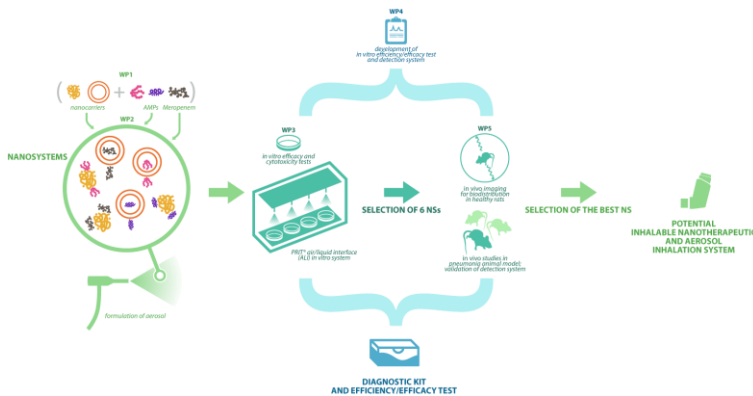 WP4
development of
in vitro efficiency/efficacy test
and detection system
WP1
( + )
nanocarriers AMPs Meropenem
WP2
NANOSYSTEMS
formulation of aerosol
WP3
in vitro efficacy and
cytotoxicity tests
PRIT® air/liquid interface
(ALI) in vitro system
SELECTION OF 6 NSs
WP5
in vivo imaging
for biodistribution
in healthy rats
in vivo studies in
pneumonia animal model;
validation of detection system
SELECTION OF THE BEST NS
POTENTIAL
INHALABLE NANOTHERAPEUTIC
AND AEROSOL
INHALATION SYSTEM
DIAGNOSTIC KIT
AND EFFICIENCY/EFFICACY TEST